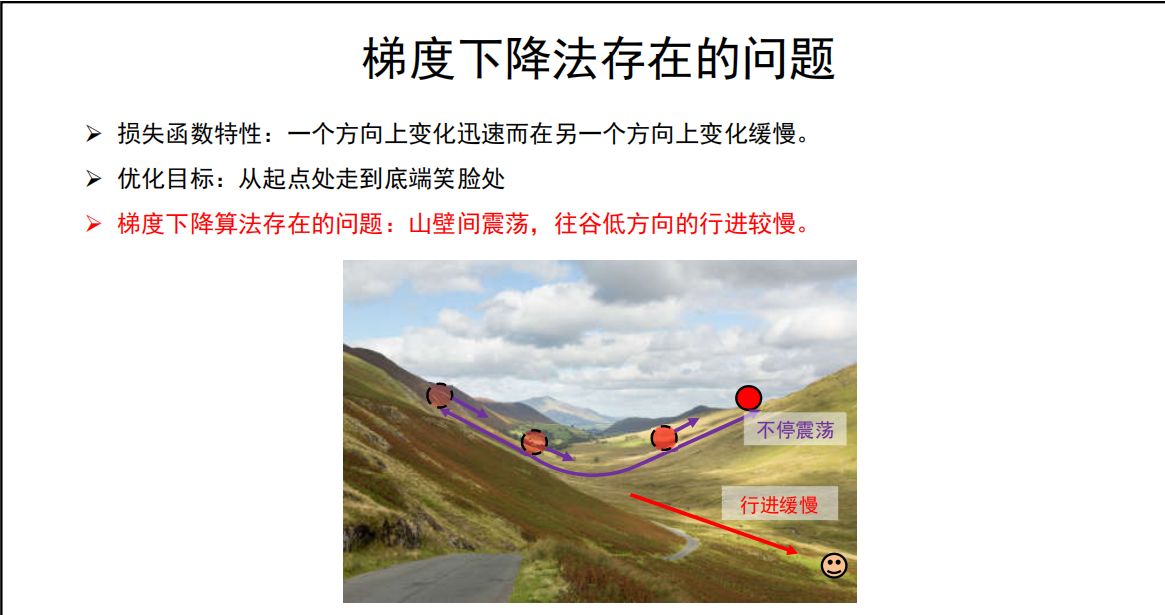 梯度下降法存在的问题
➢ 损失函数特性：一个方向上变化迅速而在另一个方向上变化缓慢。
➢ 优化目标：从起点处走到底端笑脸处
➢ 梯度下降算法存在的问题：山壁间震荡，往谷低方向的行进较慢。
不停震荡
行进缓慢